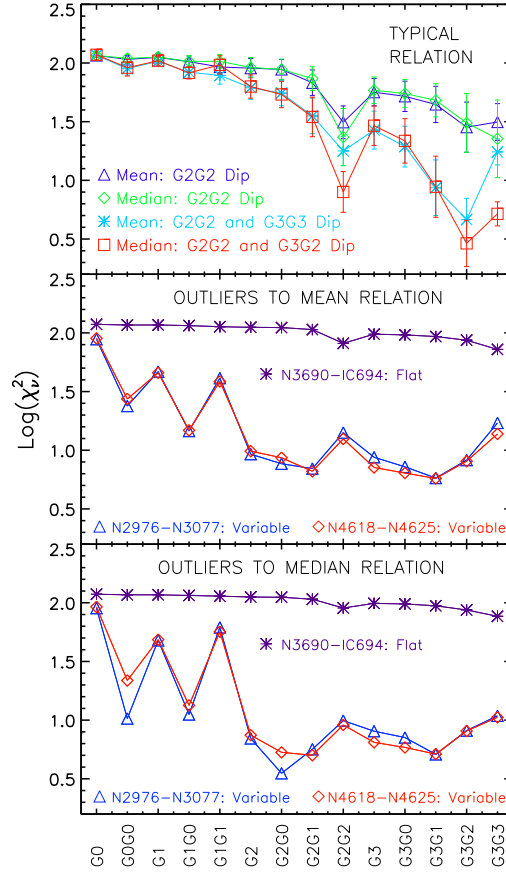 2.5
TYPICAL
RELATION
2.0
1.5
Mean: G2G2 Dip
Median: G2G2 Dip
1.0
Mean: G2G2 and G3G3 Dip
Median: G2G2 and G3G2 Dip
0.5
2.5
OUTLIERS TO MEAN RELATION
2.0
N3690-IC694: Flat
1.5
Log(χ²ᵥ)
1.0
0.5
N2976-N3077: Variable
N4618-N4625: Variable
2.5
OUTLIERS TO MEDIAN RELATION
2.0
N3690-IC694: Flat
1.5
1.0
0.5
N2976-N3077: Variable
N4618-N4625: Variable
G0
G0G0
G1
G1G0
G1G1
G2
G2G0
G2G1
G2G2
G3
G3G0
G3G1
G3G2
G3G3